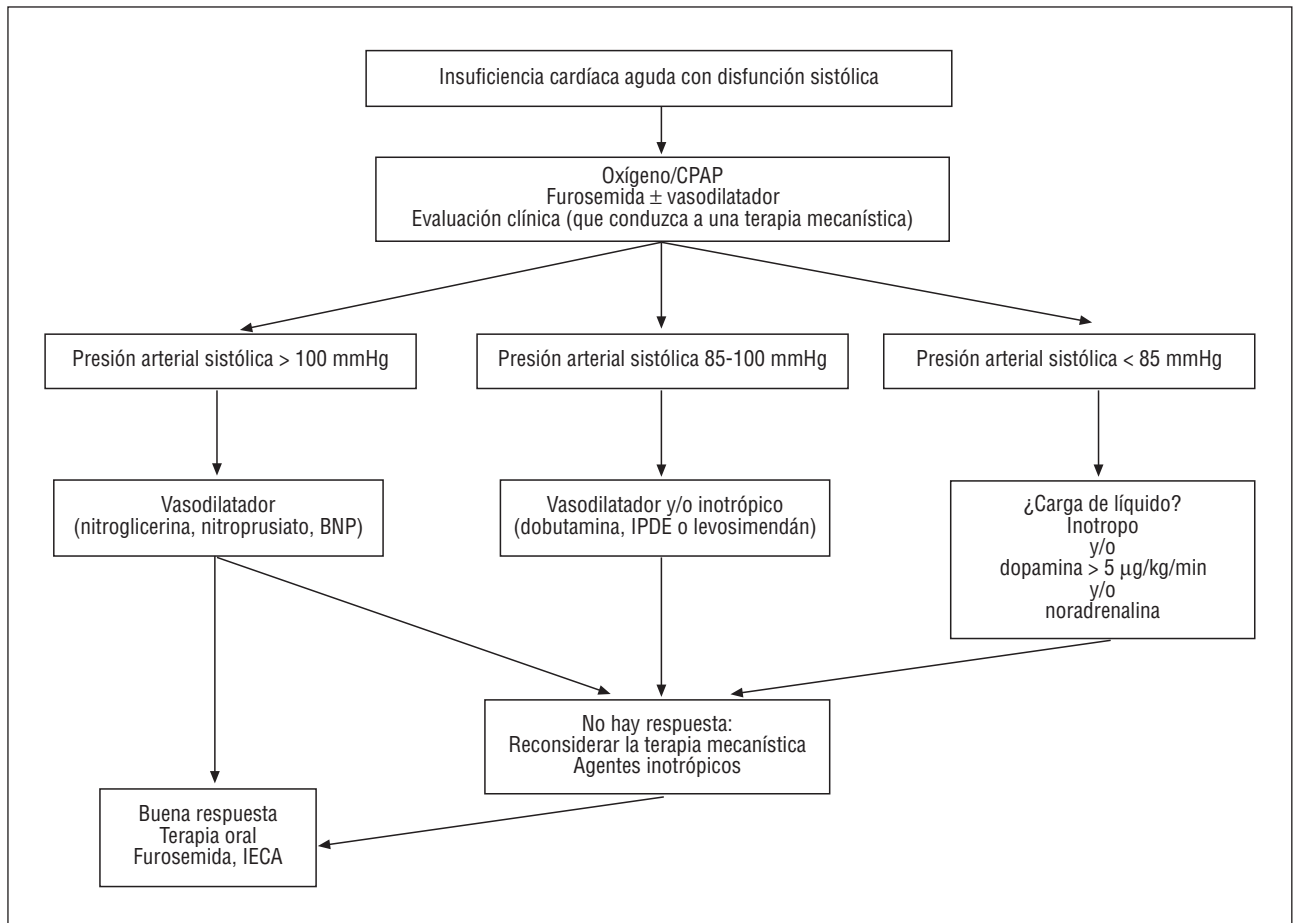 Insuficiencia cardíaca aguda con disfunción sistólica
Oxígeno/CPAP
Furosemida ± vasodilatador
Evaluación clínica (que conduzca a una terapia mecanística)
Presión arterial sistólica > 100 mmHg
Presión arterial sistólica 85-100 mmHg
Presión arterial sistólica < 85 mmHg
Vasodilatador
(nitroglicerina, nitroprusiato, BNP)
Vasodilatador y/o inotrópico
(dobutamina, IPDE o levosimendán)
¿Carga de líquido?
Inotropo
y/o
dopamina > 5 μg/kg/min
y/o
noradrenalina
No hay respuesta:
Reconsiderar la terapia mecanística
Agentes inotrópicos
Buena respuesta
Terapia oral
Furosemida, IECA